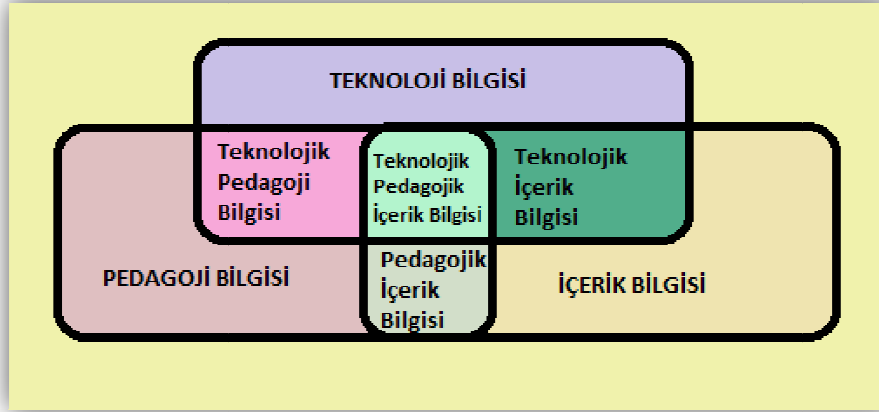 TEKNOLOJİ BİLGİSİ
Teknolojik
Pedagoji
Bilgisi
Teknolojik
Pedagojik
İçerik Bilgisi
Teknolojik
İçerik
Bilgisi
PEDAGOJİ BİLGİSİ
Pedagojik
İçerik
Bilgisi
İÇERİK BİLGİSİ